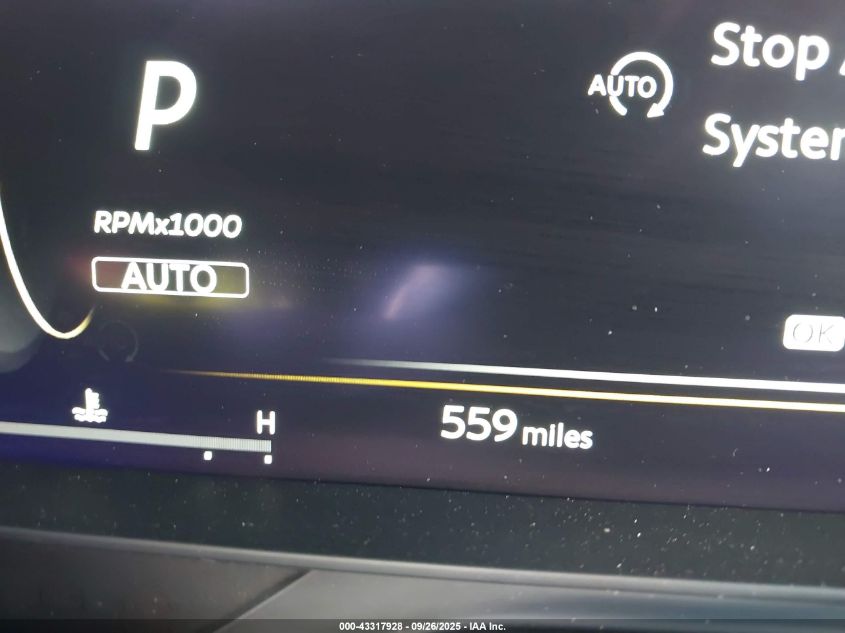 P
AUTO
Stop
System
RPMx1000
AUTO
OK
H
559 miles
000-43317928 - 09/26/2025 - IAA Inc.